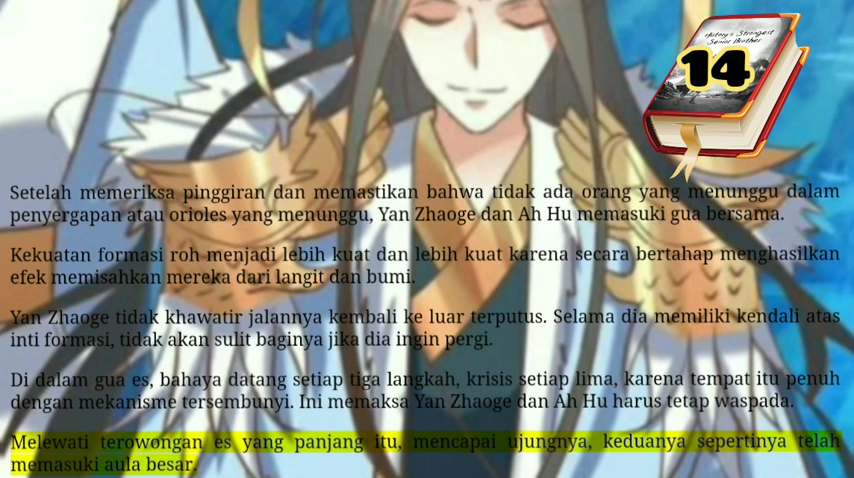 History's Strongest
Senior Brother
14
Setelah memeriksa pinggiran dan memastikan bahwa tidak ada orang yang menunggu dalam
penyergapan atau orioles yang menunggu, Yan Zhaoge dan Ah Hu memasuki gua bersama.
Kekuatan formasi roh menjadi lebih kuat dan lebih kuat karena secara bertahap menghasilkan
efek memisahkan mereka dari langit dan bumi.
Yan Zhaoge tidak khawatir jalannya kembali ke luar terputus. Selama dia memiliki kendali atas
inti formasi, tidak akan sulit baginya jika dia ingin pergi.
Di dalam gua es, bahaya datang setiap tiga langkah, krisis setiap lima, karena tempat itu penuh
dengan mekanisme tersembunyi. Ini memaksa Yan Zhaoge dan Ah Hu harus tetap waspada.
Melewati terowongan es yang panjang itu, mencapai ujungnya, keduanya sepertinya telah
memasuki aula besar.